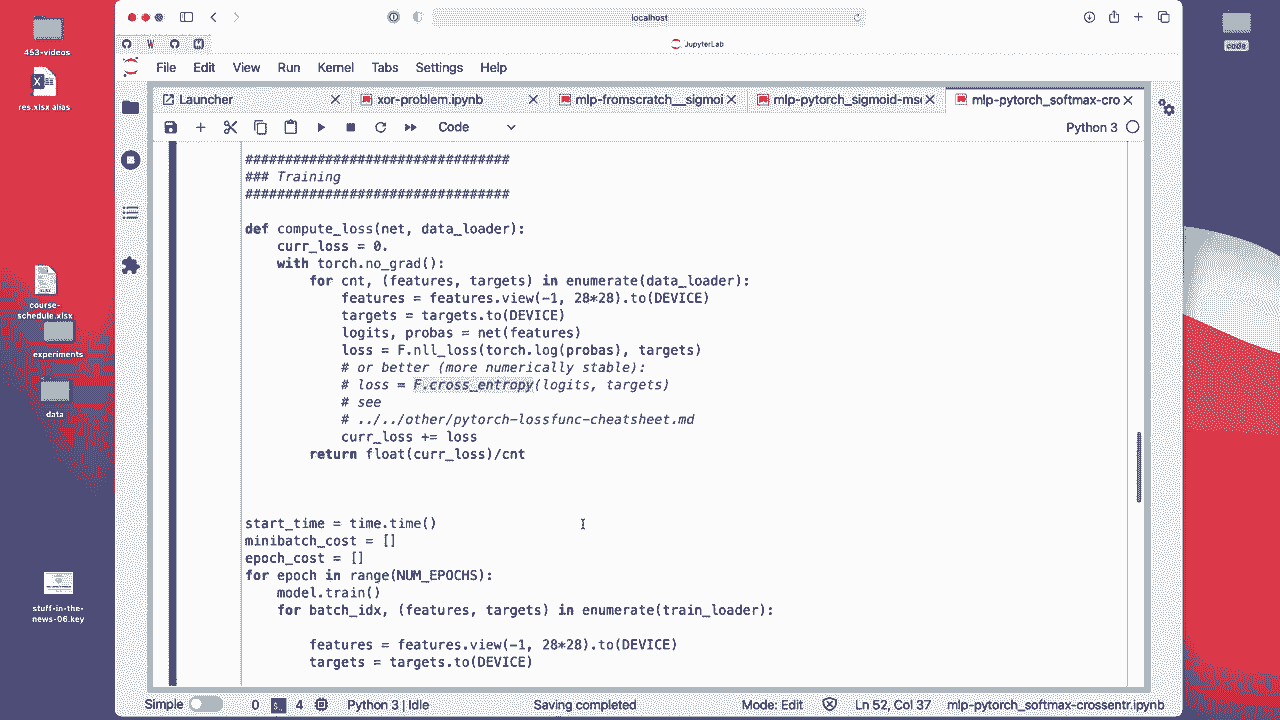 localhost
JupyterLab
File Edit View Run Kernel Tabs Settings Help
Launcher
xor-problem.ipynb
mlp-fromscratch__sigmoi
mlp-pytorch_sigmoid-mse
mlp-pytorch_softmax-cro
Code
Python 3
################################
### Training
################################
def compute_loss(net, data_loader):
curr_loss = 0.
with torch.no_grad():
for cnt, (features, targets) in enumerate(data_loader):
features = features.view(-1, 28*28).to(DEVICE)
targets = targets.to(DEVICE)
logits, probas = net(features)
loss = F.nll_loss(torch.log(probas), targets)
# or better (more numerically stable):
# loss = F.cross_entropy(logits, targets)
# see
# ../../other/pytorch-lossfunc-cheatsheet.md
curr_loss += loss
return float(curr_loss)/cnt
start_time = time.time()
minibatch_cost = []
epoch_cost = []
for epoch in range(NUM_EPOCHS):
model.train()
for batch_idx, (features, targets) in enumerate(train_loader):
features = features.view(-1, 28*28).to(DEVICE)
targets = targets.to(DEVICE)
Simple 0 4 Python 3 | Idle Saving completed Mode: Edit Ln 52, Col 37 mlp-pytorch_softmax-crossentr.ipynb
453-videos
res.xlsx alias
course-
schedule.xlsx
experiments
data
stuff-in-the-
news-06.key
code